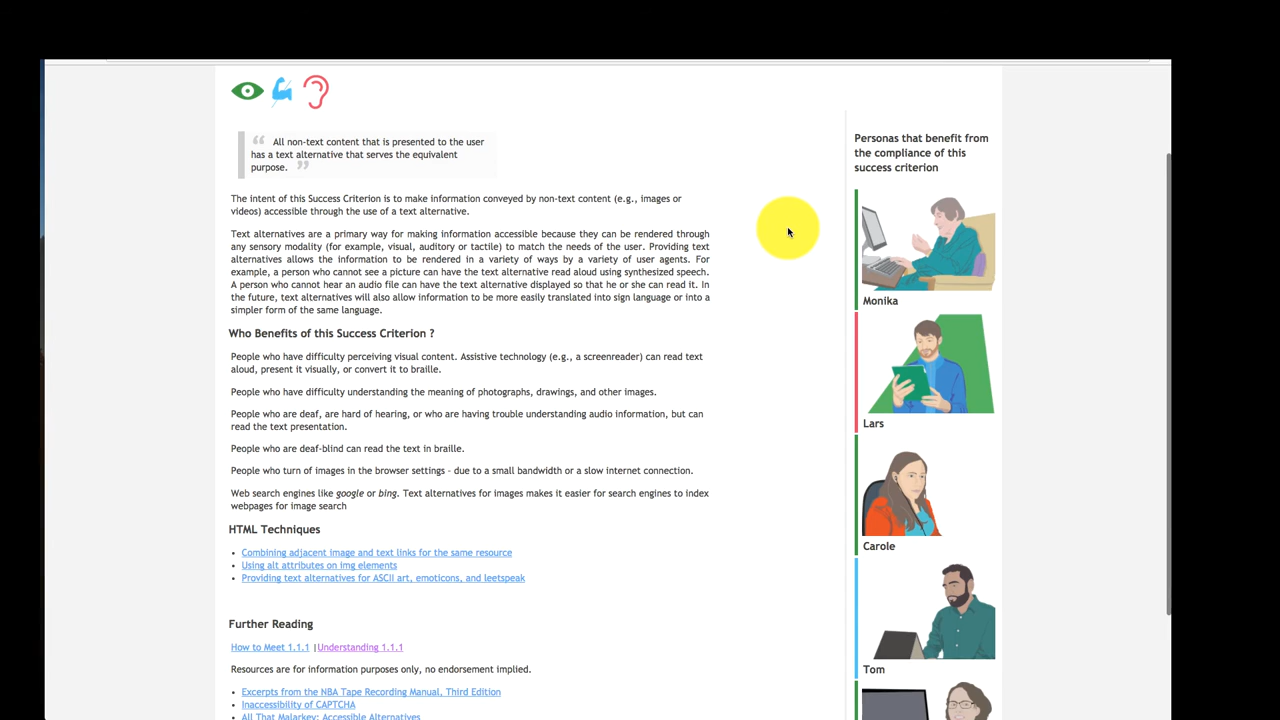 “ All non-text content that is presented to the user
has a text alternative that serves the equivalent
purpose. ”
The intent of this Success Criterion is to make information conveyed by non-text content (e.g., images or
videos) accessible through the use of a text alternative.
Text alternatives are a primary way for making information accessible because they can be rendered through
any sensory modality (for example, visual, auditory or tactile) to match the needs of the user. Providing text
alternatives allows the information to be rendered in a variety of ways by a variety of user agents. For
example, a person who cannot see a picture can have the text alternative read aloud using synthesized speech.
A person who cannot hear an audio file can have the text alternative displayed so that he or she can read it. In
the future, text alternatives will also allow information to be more easily translated into sign language or into a
simpler form of the same language.
Who Benefits of this Success Criterion ?
People who have difficulty perceiving visual content. Assistive technology (e.g., a screenreader) can read text
aloud, present it visually, or convert it to braille.
People who have difficulty understanding the meaning of photographs, drawings, and other images.
People who are deaf, are hard of hearing, or who are having trouble understanding audio information, but can
read the text presentation.
People who are deaf-blind can read the text in braille.
People who turn of images in the browser settings - due to a small bandwidth or a slow internet connection.
Web search engines like google or bing. Text alternatives for images makes it easier for search engines to index
webpages for image search
HTML Techniques
• Combining adjacent image and text links for the same resource
• Using alt attributes on img elements
• Providing text alternatives for ASCII art, emoticons, and leetspeak
Further Reading
How to Meet 1.1.1 |Understanding 1.1.1
Resources are for information purposes only, no endorsement implied.
• Excerpts from the NBA Tape Recording Manual, Third Edition
• Inaccessibility of CAPTCHA
• All That Malarkey: Accessible Alternatives
Personas that benefit from
the compliance of this
success criterion
Monika
Lars
Carole
Tom